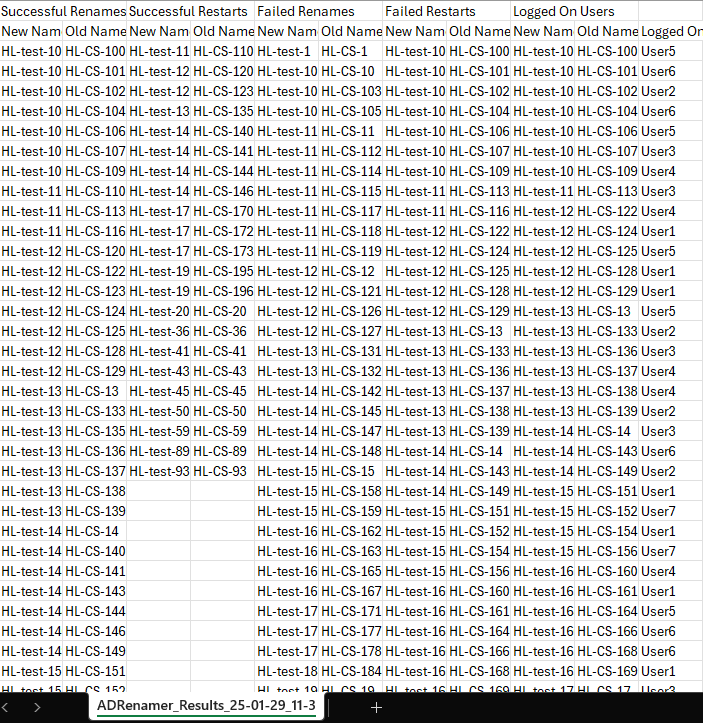 Successful Renames Successful Restarts Failed Renames Failed Restarts Logged On Users
New Nam Old Name New Nam Old Name New Nam Old Name New Nam Old Name New Nam Old Name Logged On
HL-test-10 HL-CS-100 HL-test-11 HL-CS-110 HL-test-1 HL-CS-1 HL-test-10 HL-CS-100 HL-test-10 HL-CS-100 User5
HL-test-10 HL-CS-101 HL-test-12 HL-CS-120 HL-test-10 HL-CS-10 HL-test-10 HL-CS-101 HL-test-10 HL-CS-101 User6
HL-test-10 HL-CS-102 HL-test-12 HL-CS-123 HL-test-10 HL-CS-103 HL-test-10 HL-CS-102 HL-test-10 HL-CS-102 User2
HL-test-10 HL-CS-104 HL-test-13 HL-CS-135 HL-test-10 HL-CS-105 HL-test-10 HL-CS-104 HL-test-10 HL-CS-104 User6
HL-test-10 HL-CS-106 HL-test-14 HL-CS-140 HL-test-11 HL-CS-11 HL-test-10 HL-CS-106 HL-test-10 HL-CS-106 User5
HL-test-10 HL-CS-107 HL-test-14 HL-CS-141 HL-test-11 HL-CS-112 HL-test-10 HL-CS-107 HL-test-10 HL-CS-107 User3
HL-test-10 HL-CS-109 HL-test-14 HL-CS-144 HL-test-11 HL-CS-114 HL-test-10 HL-CS-109 HL-test-10 HL-CS-109 User4
HL-test-11 HL-CS-110 HL-test-14 HL-CS-146 HL-test-11 HL-CS-115 HL-test-11 HL-CS-113 HL-test-11 HL-CS-113 User3
HL-test-11 HL-CS-113 HL-test-17 HL-CS-170 HL-test-11 HL-CS-117 HL-test-11 HL-CS-116 HL-test-12 HL-CS-122 User4
HL-test-11 HL-CS-116 HL-test-17 HL-CS-172 HL-test-11 HL-CS-118 HL-test-12 HL-CS-122 HL-test-12 HL-CS-124 User1
HL-test-12 HL-CS-120 HL-test-17 HL-CS-173 HL-test-11 HL-CS-119 HL-test-12 HL-CS-124 HL-test-12 HL-CS-125 User5
HL-test-12 HL-CS-122 HL-test-19 HL-CS-195 HL-test-12 HL-CS-12 HL-test-12 HL-CS-125 HL-test-12 HL-CS-128 User1
HL-test-12 HL-CS-123 HL-test-19 HL-CS-196 HL-test-12 HL-CS-121 HL-test-12 HL-CS-128 HL-test-12 HL-CS-129 User1
HL-test-12 HL-CS-124 HL-test-20 HL-CS-20 HL-test-12 HL-CS-126 HL-test-12 HL-CS-129 HL-test-13 HL-CS-13 User5
HL-test-12 HL-CS-125 HL-test-36 HL-CS-36 HL-test-12 HL-CS-127 HL-test-13 HL-CS-13 HL-test-13 HL-CS-133 User2
HL-test-12 HL-CS-128 HL-test-41 HL-CS-41 HL-test-13 HL-CS-131 HL-test-13 HL-CS-133 HL-test-13 HL-CS-136 User3
HL-test-12 HL-CS-129 HL-test-43 HL-CS-43 HL-test-13 HL-CS-132 HL-test-13 HL-CS-136 HL-test-13 HL-CS-137 User4
HL-test-13 HL-CS-13 HL-test-45 HL-CS-45 HL-test-14 HL-CS-142 HL-test-13 HL-CS-137 HL-test-13 HL-CS-138 User4
HL-test-13 HL-CS-133 HL-test-50 HL-CS-50 HL-test-14 HL-CS-145 HL-test-13 HL-CS-138 HL-test-13 HL-CS-139 User2
HL-test-13 HL-CS-135 HL-test-59 HL-CS-59 HL-test-14 HL-CS-147 HL-test-13 HL-CS-139 HL-test-14 HL-CS-14 User3
HL-test-13 HL-CS-136 HL-test-89 HL-CS-89 HL-test-14 HL-CS-148 HL-test-14 HL-CS-14 HL-test-14 HL-CS-143 User6
HL-test-13 HL-CS-137 HL-test-93 HL-CS-93 HL-test-15 HL-CS-15 HL-test-14 HL-CS-143 HL-test-14 HL-CS-149 User2
HL-test-13 HL-CS-138 HL-test-15 HL-CS-158 HL-test-14 HL-CS-149 HL-test-15 HL-CS-151 User1
HL-test-13 HL-CS-139 HL-test-15 HL-CS-159 HL-test-15 HL-CS-151 HL-test-15 HL-CS-152 User7
HL-test-14 HL-CS-14 HL-test-16 HL-CS-162 HL-test-15 HL-CS-152 HL-test-15 HL-CS-154 User1
HL-test-14 HL-CS-140 HL-test-16 HL-CS-163 HL-test-15 HL-CS-154 HL-test-15 HL-CS-156 User7
HL-test-14 HL-CS-141 HL-test-16 HL-CS-165 HL-test-15 HL-CS-156 HL-test-16 HL-CS-160 User4
HL-test-14 HL-CS-143 HL-test-16 HL-CS-167 HL-test-16 HL-CS-160 HL-test-16 HL-CS-161 User1
HL-test-14 HL-CS-144 HL-test-17 HL-CS-171 HL-test-16 HL-CS-161 HL-test-16 HL-CS-164 User5
HL-test-14 HL-CS-146 HL-test-17 HL-CS-177 HL-test-16 HL-CS-164 HL-test-16 HL-CS-166 User6
HL-test-14 HL-CS-149 HL-test-17 HL-CS-178 HL-test-16 HL-CS-166 HL-test-16 HL-CS-168 User6
HL-test-15 HL-CS-151 HL-test-18 HL-CS-184 HL-test-16 HL-CS-168 HL-test-16 HL-CS-169 User1
HL-test-15 HL-CS-152 HL-test-19 HL-CS-19 HL-test-16 HL-CS-169 HL-test-17 HL-CS-17 User3
ADRenamer_Results_25-01-29_11-3